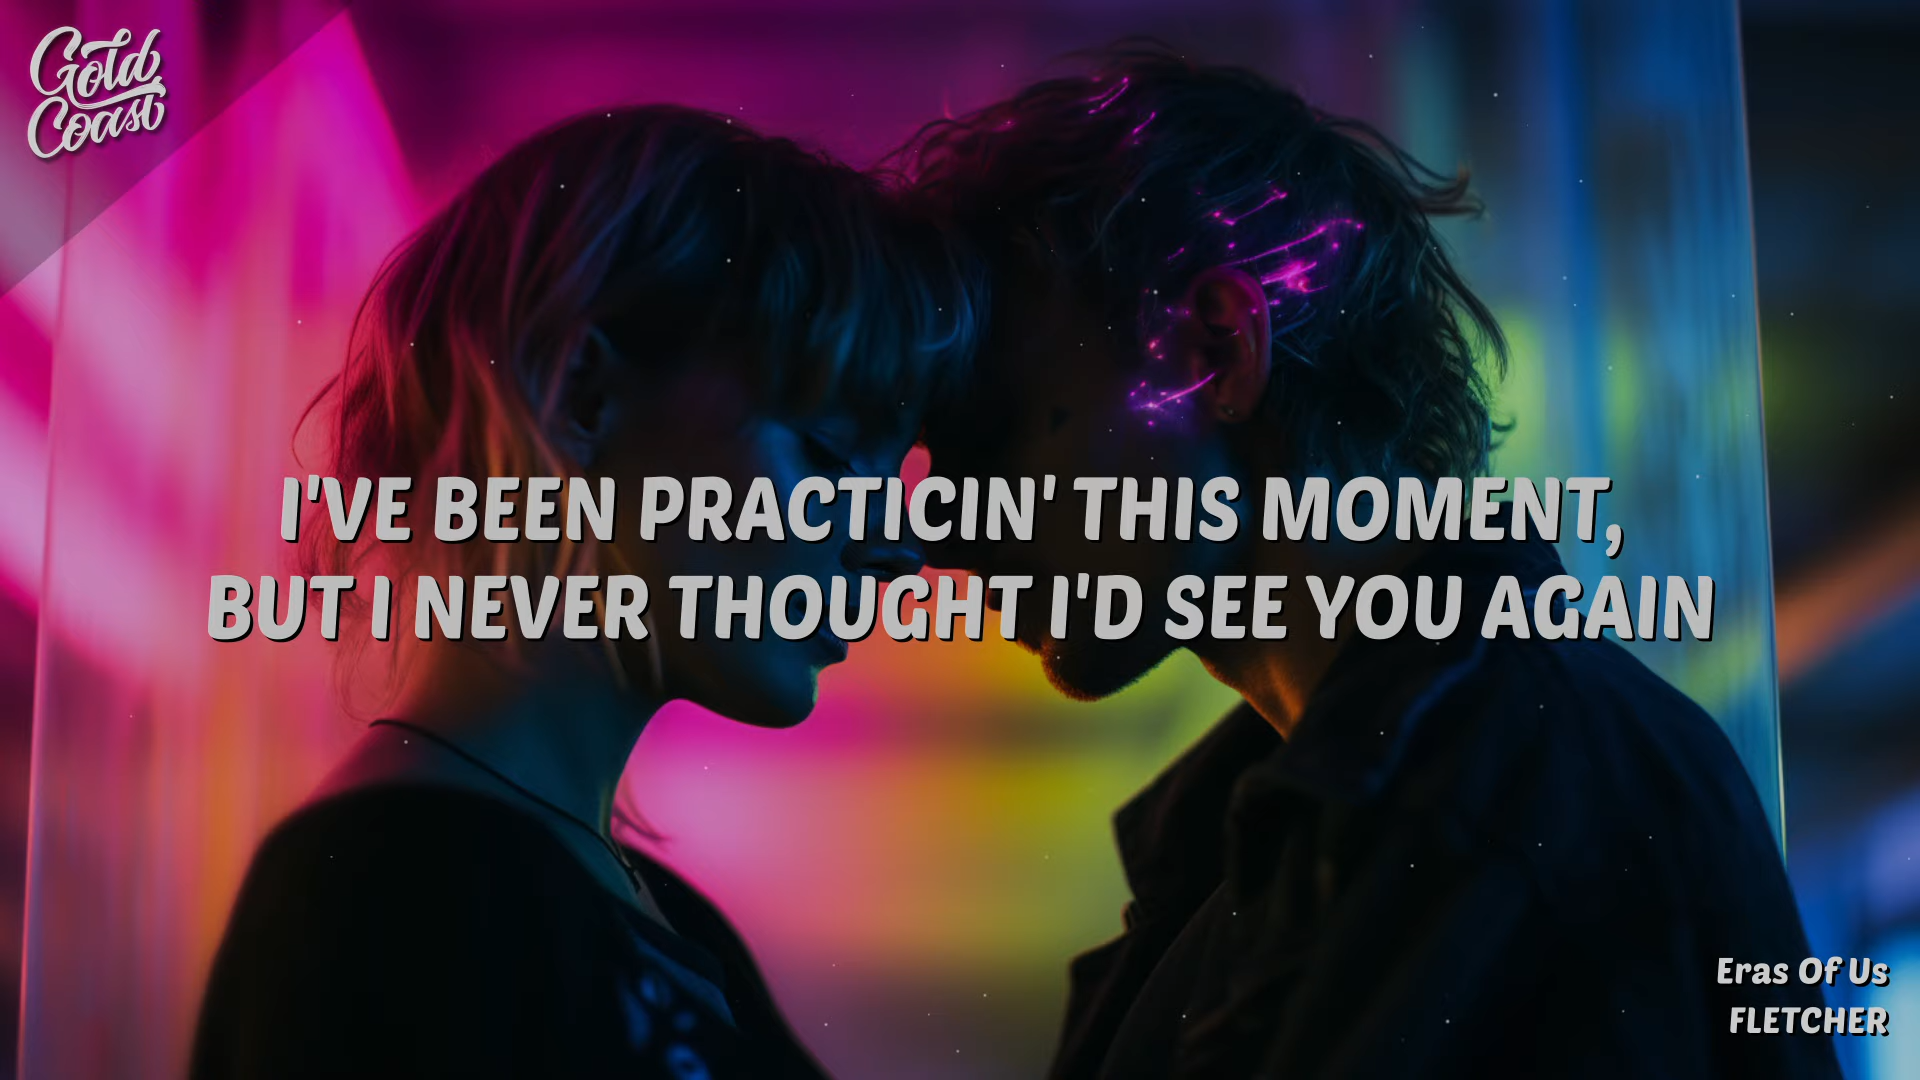 Gold
Coast
I'VE BEEN PRACTICIN' THIS MOMENT,
BUT I NEVER THOUGHT I'D SEE YOU AGAIN
Eras Of Us
FLETCHER